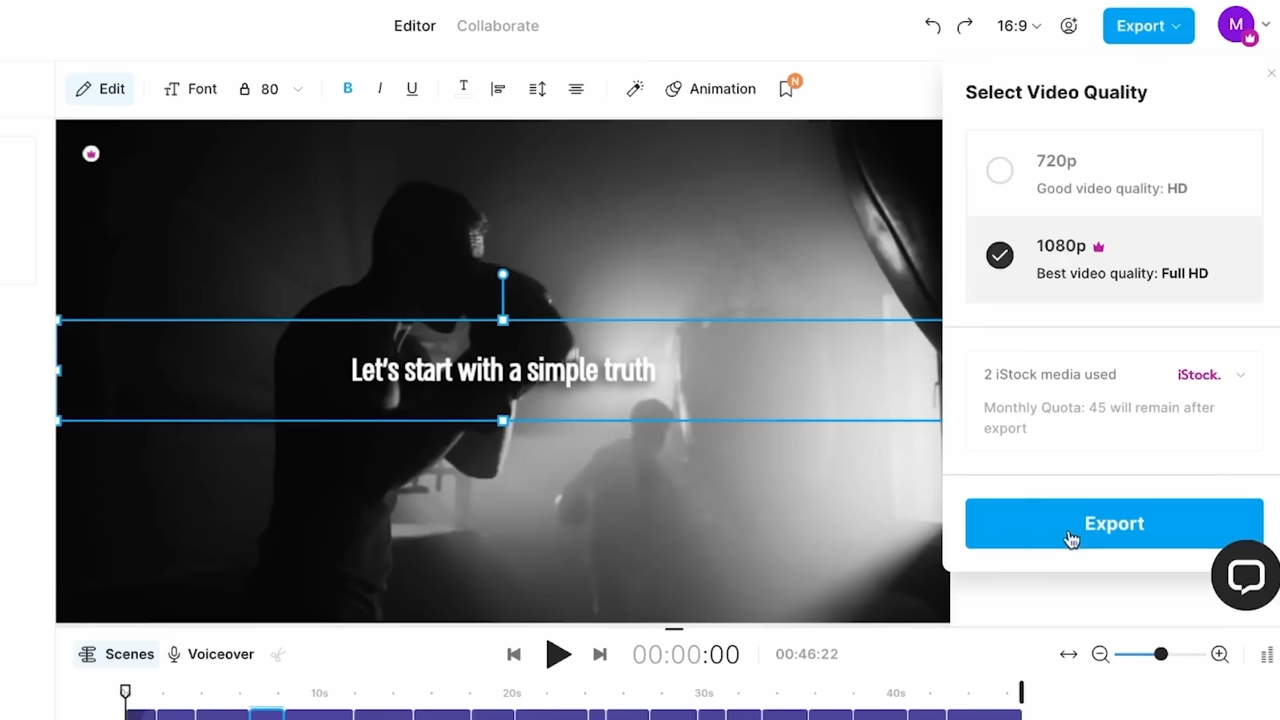 Editor Collaborate 16:9 Export M
Edit Font 80 B I U T Animation N
Select Video Quality
720p
Good video quality: HD
1080p
Best video quality: Full HD
Let's start with a simple truth
2 iStock media used iStock.
Monthly Quota: 45 will remain after
export
Export
Scenes Voiceover 00:00:00 00:46:22
10s 20s 30s 40s